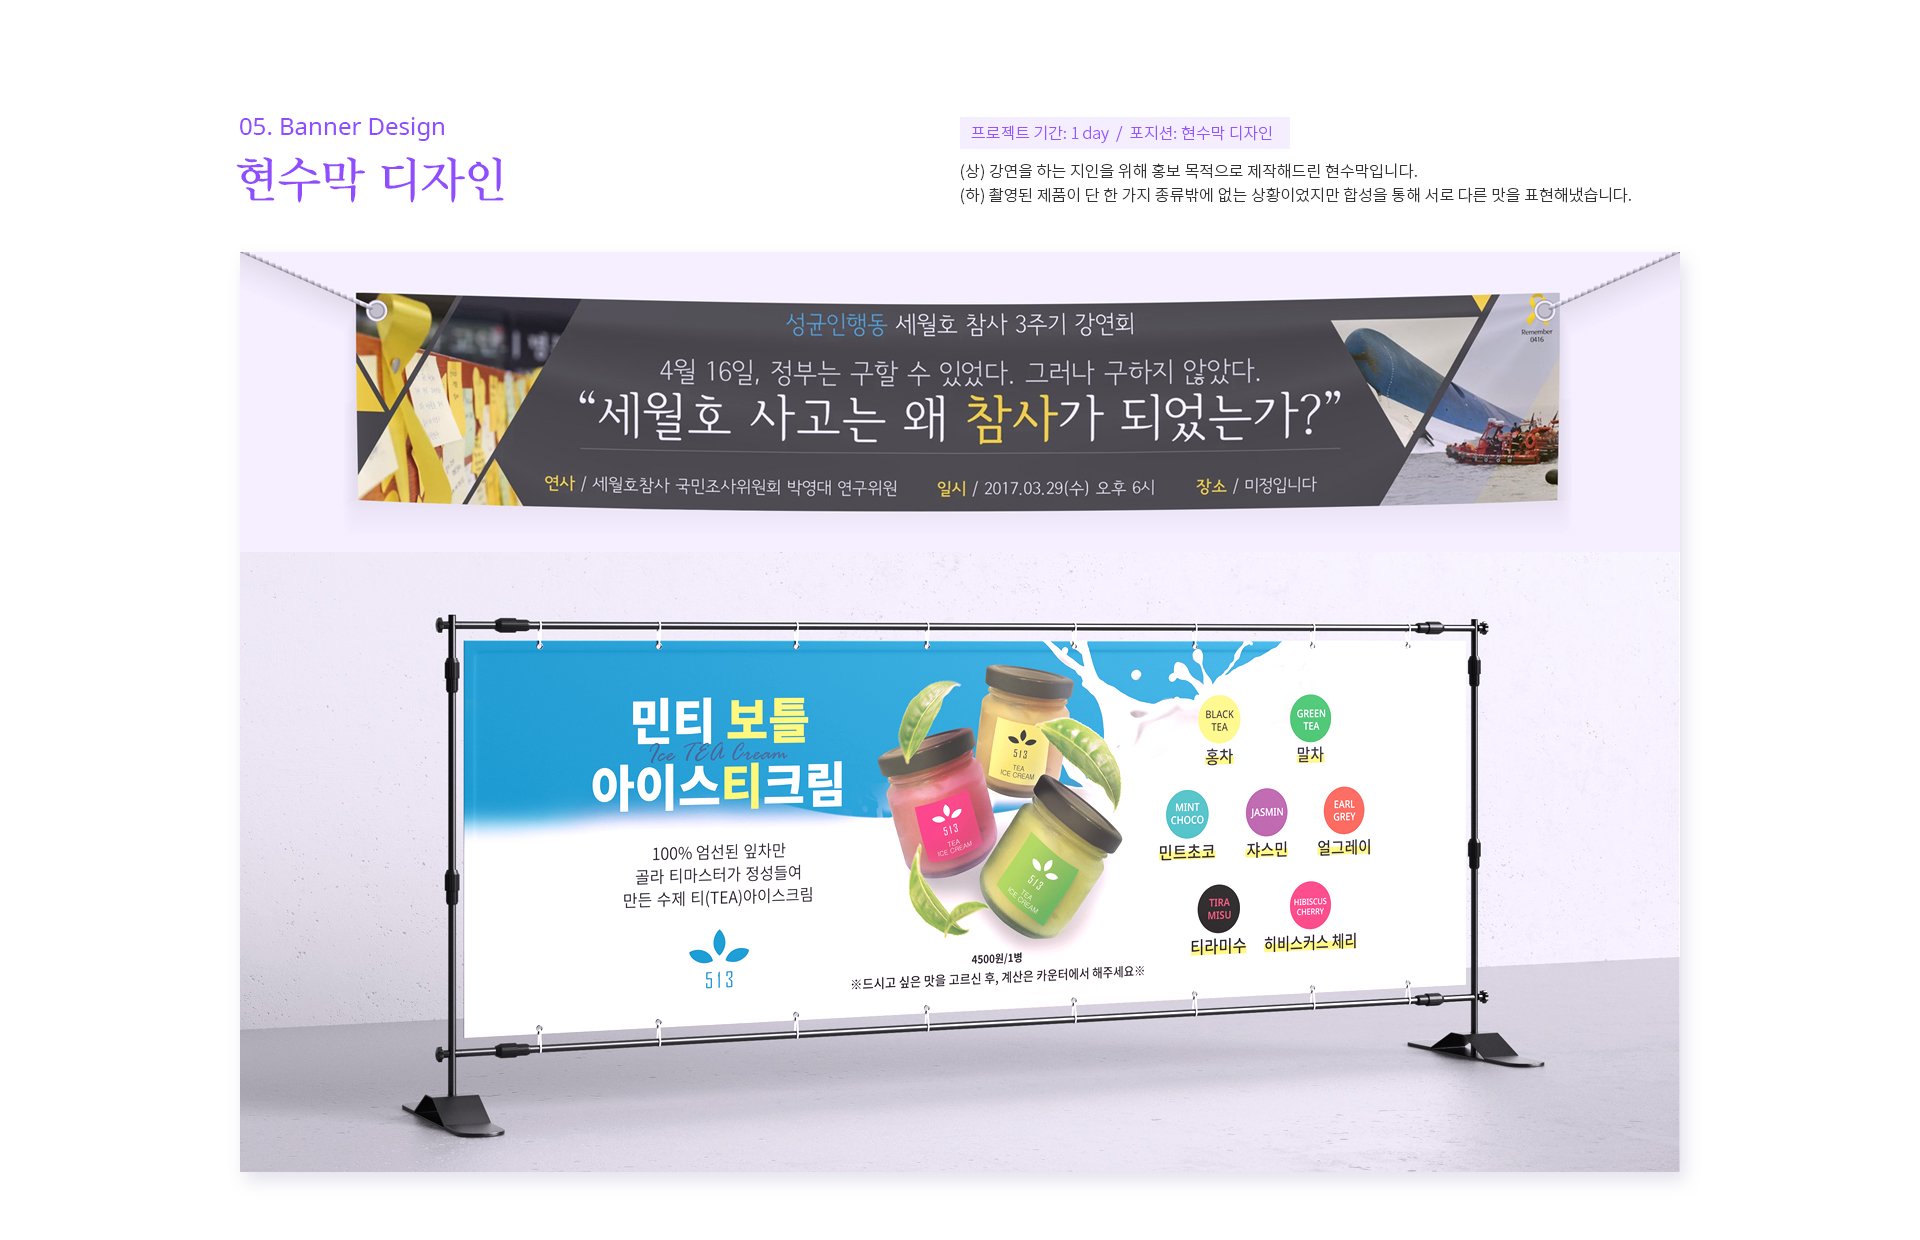 05. Banner Design
현수막 디자인
프로젝트 기간: 1 day / 포지션: 현수막 디자인
(상) 강연을 하는 지인을 위해 홍보 목적으로 제작해드린 현수막입니다.
(하) 촬영된 제품이 단 한 가지 종류밖에 없는 상황이었지만 합성을 통해 서로 다른 맛을 표현해냈습니다.
성균인행동 세월호 참사 3주기 강연회
4월 16일, 정부는 구할 수 있었다. 그러나 구하지 않았다.
“세월호 사고는 왜 참사가 되었는가?”
연사 / 세월호참사 국민조사위원회 박영대 연구위원 일시 / 2017.03.29(수) 오후 6시 장소 / 미정입니다
Remember
0416
민티 보틀
Ice TEA Cream
아이스티크림
100% 엄선된 잎차만
골라 티마스터가 정성들여
만든 수제 티(TEA)아이스크림
513
513
TEA
ICE CREAM
513
TEA
ICE CREAM
513
TEA
ICE CREAM
4500원/1병
※드시고 싶은 맛을 고르신 후, 계산은 카운터에서 해주세요※
BLACK
TEA
홍차
GREEN
TEA
말차
MINT
CHOCO
민트초코
JASMIN
쟈스민
EARL
GREY
얼그레이
TIRA
MISU
티라미수
HIBISCUS
CHERRY
히비스커스 체리